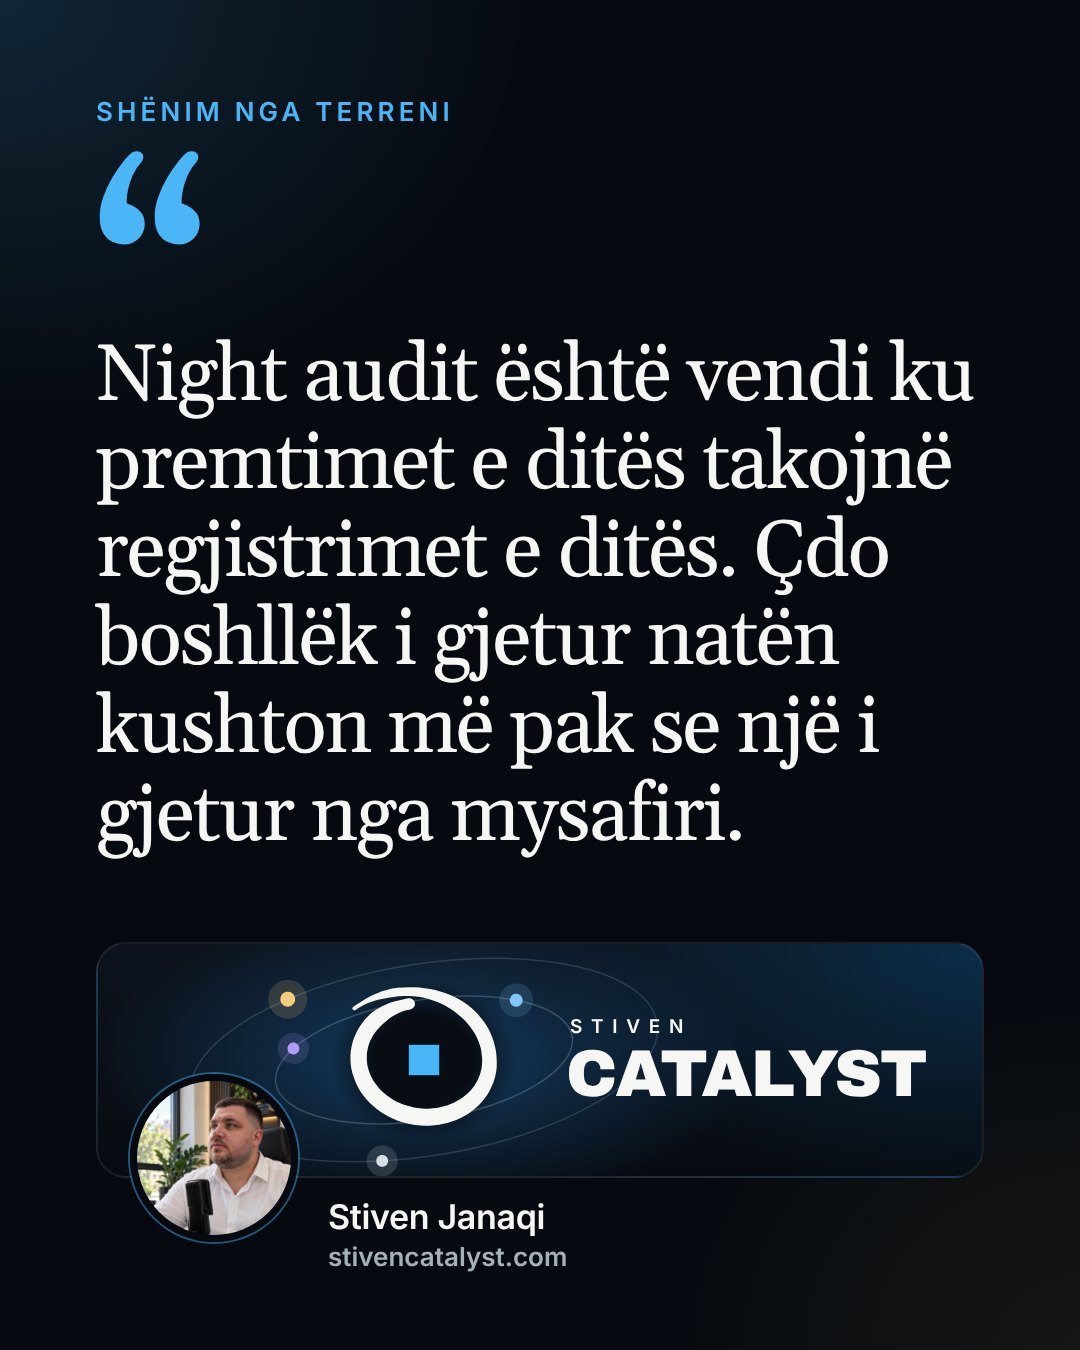 SHËNIM NGA TERRENI
“
Night audit është vendi ku
premtimet e ditës takojnë
regjistrimet e ditës. Çdo
boshllëk i gjetur natën
kushton më pak se një i
gjetur nga mysafiri.
STIVEN
CATALYST
Stiven Janaqi
stivencatalyst.com